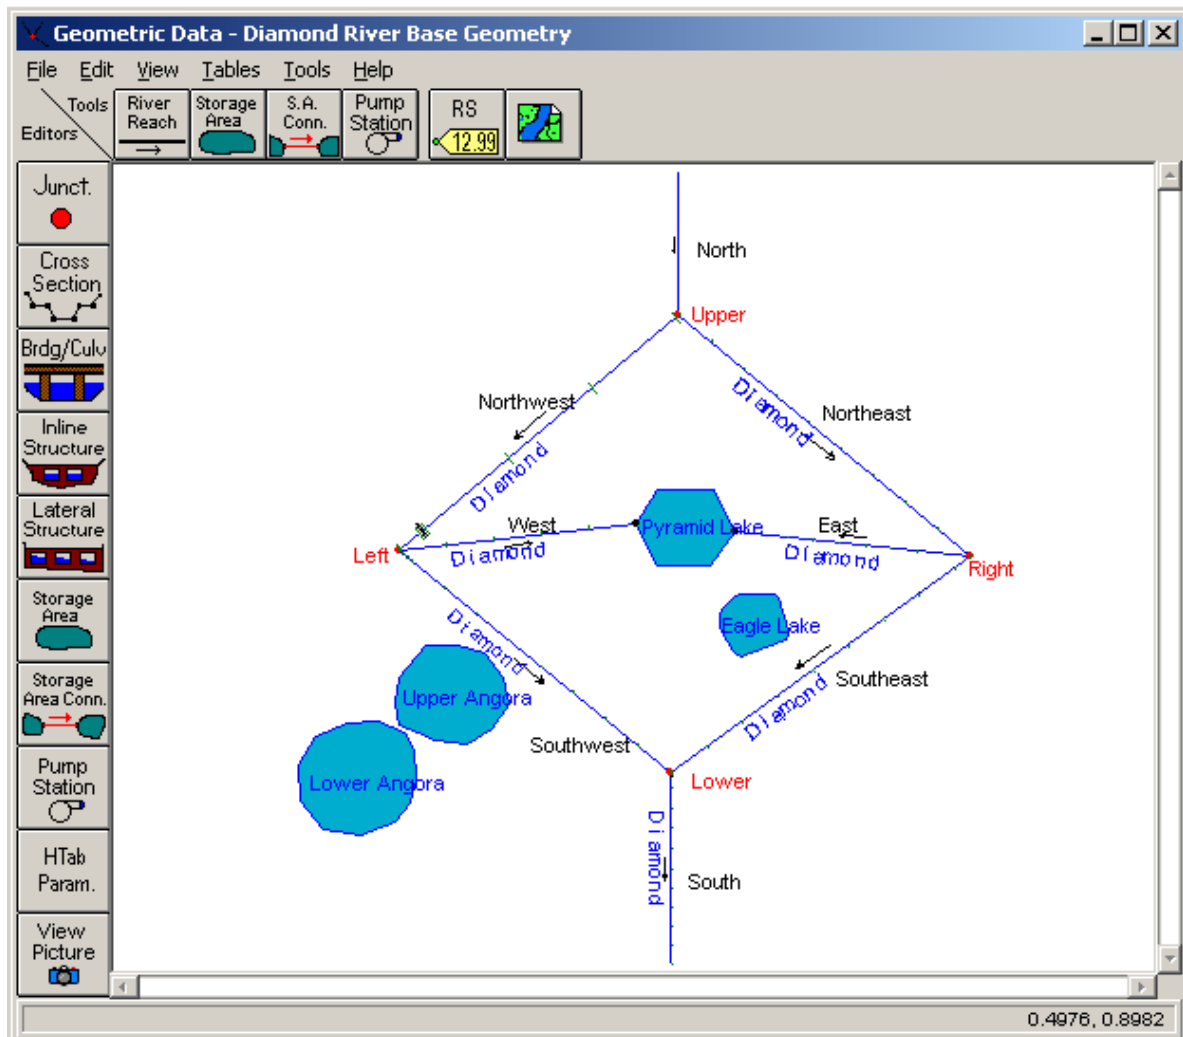 Geometric Data - Diamond River Base Geometry
File Edit View Tables Tools Help
Tools
Editors
River
Reach
Storage
Area
S.A.
Conn.
Pump
Station
RS
12.99
Junct.
Cross
Section
Brdg/Culv
Inline
Structure
Lateral
Structure
Storage
Area
Storage
Area Conn.
Pump
Station
HTab
Param.
View
Picture
North
Upper
Northwest
Diamond
Diamond
Northeast
West
Pyramid Lake
East
Left
Diamond
Diamond
Right
Diamond
Eagle Lake
Southeast
Diamond
Upper Angora
Southwest
Lower Angora
Lower
Diamond
South
0.4976, 0.8982